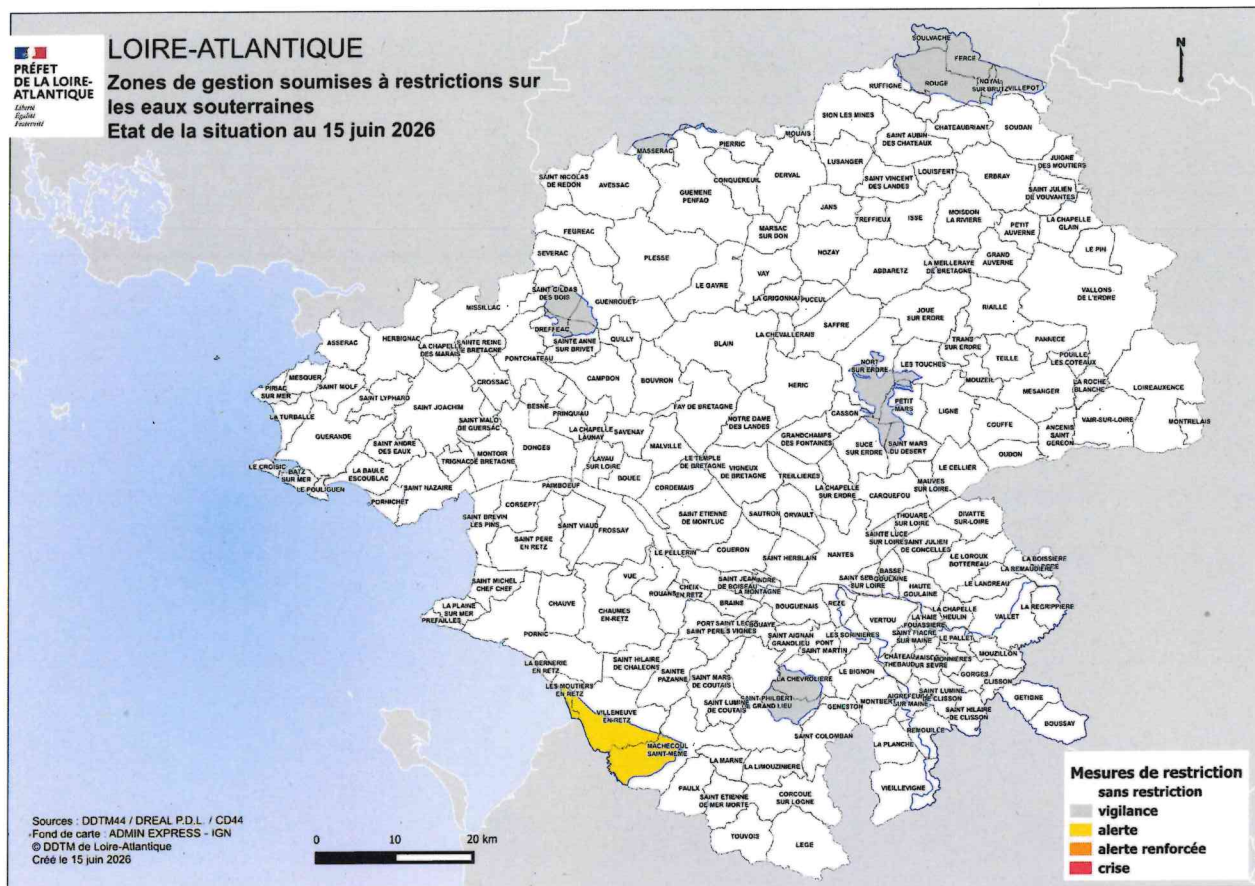 PRÉFET
DE LA LOIRE-
ATLANTIQUE
Liberté
Égalité
Fraternité
LOIRE-ATLANTIQUE
Zones de gestion soumises à restrictions sur
les eaux souterraines
Etat de la situation au 15 juin 2026
N
SOULVACHE
FERCE
ROUGE
NOYAL
SUR BRUTZ
VILLEPOT
RUFFIGNE
MOUAIS
SION LES MINES
CHATEAUBRIANT
SOUDAN
SAINT AUBIN
DES CHATEAUX
MASSERAC
PIERRIC
LUSANGER
JUIGNE
DES MOUTIERS
SAINT NICOLAS
DE REDON
AVESSAC
CONQUEREUIL
DERVAL
LOUISFERT
ERBRAY
GUEMENE
PENFAO
SAINT VINCENT
DES LANDES
SAINT JULIEN
DE VOUVANTES
JANS
TREFFIEUX
ISSE
MOISDON
LA RIVIERE
PETIT
AUVERNE
LA CHAPELLE
GLAIN
FEGREAC
MARSAC
SUR DON
LE PIN
SEVERAC
PLESSE
NOZAY
GRAND
AUVERNE
VAY
ABBARETZ
LA MEILLERAYE
DE BRETAGNE
SAINT GILDAS
DES BOIS
GUENROUET
LE GAVRE
LA GRIGONNAIS
PUCEUL
VALLONS
DE L'ERDRE
MISSILLAC
JOUE
SUR ERDRE
RIAILLE
DREFFEAC
SAFFRE
LA CHEVALLERAIS
ASSERAC
HERBIGNAC
LA CHAPELLE
DES MARAIS
SAINTE REINE
DE BRETAGNE
SAINTE ANNE
SUR BRIVET
QUILLY
BLAIN
TRANS
SUR ERDRE
PANNECE
PONTCHATEAU
TEILLE
POUILLE
LES COTEAUX
NORT
SUR ERDRE
LES TOUCHES
MESQUER
SAINT MOLF
CROSSAC
CAMPBON
BOUVRON
HERIC
MOUZEIL
MESANGER
LA ROCHE
BLANCHE
LOIREAUXENCE
PIRIAC
SUR MER
SAINT LYPHARD
BESNE
PRINQUIAU
FAY DE BRETAGNE
CASSON
PETIT
MARS
LIGNE
SAINT JOACHIM
LA TURBALLE
SAINT MALO
DE GUERSAC
NOTRE DAME
DES LANDES
COUFFE
VAIR-SUR-LOIRE
MONTRELAIS
GUERANDE
LA CHAPELLE
LAUNAY
SAVENAY
GRANDCHAMPS
DES FONTAINES
ANCENIS
SAINT
GEREON
SAINT ANDRE
DES EAUX
DONGES
MALVILLE
SUCE
SUR ERDRE
SAINT MARS
DU DESERT
MONTOIR
DE BRETAGNE
TRIGNAC
LAVAU
SUR LOIRE
LE TEMPLE
DE BRETAGNE
OUDON
LE CROISIC
BATZ
SUR MER
LA BAULE
ESCOUBLAC
BOUEE
VIGNEUX
DE BRETAGNE
TREILLIERES
LE CELLIER
LE POULIGUEN
SAINT NAZAIRE
PAIMBOEUF
CORDEMAIS
LA CHAPELLE
SUR ERDRE
MAUVES
SUR LOIRE
PORNICHET
CARQUEFOU
CORSEPT
SAINT BREVIN
LES PINS
SAINT VIAUD
FROSSAY
SAINT ETIENNE
DE MONTLUC
SAUTRON
ORVAULT
THOUARE
SUR LOIRE
DIVATTE
SUR-LOIRE
SAINTE LUCE
SUR LOIRE
SAINT PERE
EN RETZ
LE PELLERIN
COUERON
SAINT HERBLAIN
NANTES
SAINT JULIEN
DE CONCELLES
LE LOROUX
BOTTEREAU
LA REMAUDIERE
VUE
ROUANS
CHEIX
EN RETZ
SAINT JEAN
DE BOISEAU
INDRE
LA MONTAGNE
SAINT SEB
SUR LOIRE
BASSE
GOULAINE
HAUTE
GOULAINE
LE LANDREAU
SAINT MICHEL
CHEF CHEF
CHAUVE
CHAUMES
EN-RETZ
BRAINS
BOUGUENAIS
REZE
LA REGRIPPIERE
LA PLAINE
SUR MER
PREFAILLES
VERTOU
LA CHAPELLE
HEULIN
VALLET
PORT
SAINT PERE
BOUAYE
LA HAIE
FOUASSIERE
SAINT FIACRE
SUR MAINE
LE PALLET
PORNIC
SAINT AIGNAN
GRANDLIEU
LES SORINIERES
PONT
SAINT MARTIN
MOUZILLON
LA BERNERIE
EN RETZ
SAINT HILAIRE
DE CHALEONS
SAINTE
PAZANNE
SAINT MARS
DE COUTAIS
CHÂTEAU
THEBAUD
MONNIERES
GORGES
LES MOUTIERS
EN RETZ
LA CHEVROLIERE
LE BIGNON
CLISSON
GETIGNE
VILLENEUVE
EN-RETZ
SAINT LUMINE
DE COUTAIS
SAINT-PHILBERT
DE GRAND LIEU
GENESTON
MONTBERT
AIGREFEUILLE
SUR MAINE
SAINT LUMINE
DE CLISSON
SAINT HILAIRE
DE CLISSON
BOUSSAY
REMOUILLE
MACHECOUL
SAINT-MEME
SAINT COLOMBAN
LA PLANCHE
LA MARNE
LA LIMOUZINIERE
PAULX
SAINT ETIENNE
DE MER MORTE
CORCOUE
SUR LOGNE
VIEILLEVIGNE
TOUVOIS
LEGE
Mesures de restriction
sans restriction
vigilance
alerte
alerte renforcée
crise
Sources : DDTM44 / DREAL P.D.L. / CD44
Fond de carte : ADMIN EXPRESS - IGN
© DDTM de Loire-Atlantique
Créé le 15 juin 2026
0 10 20 km